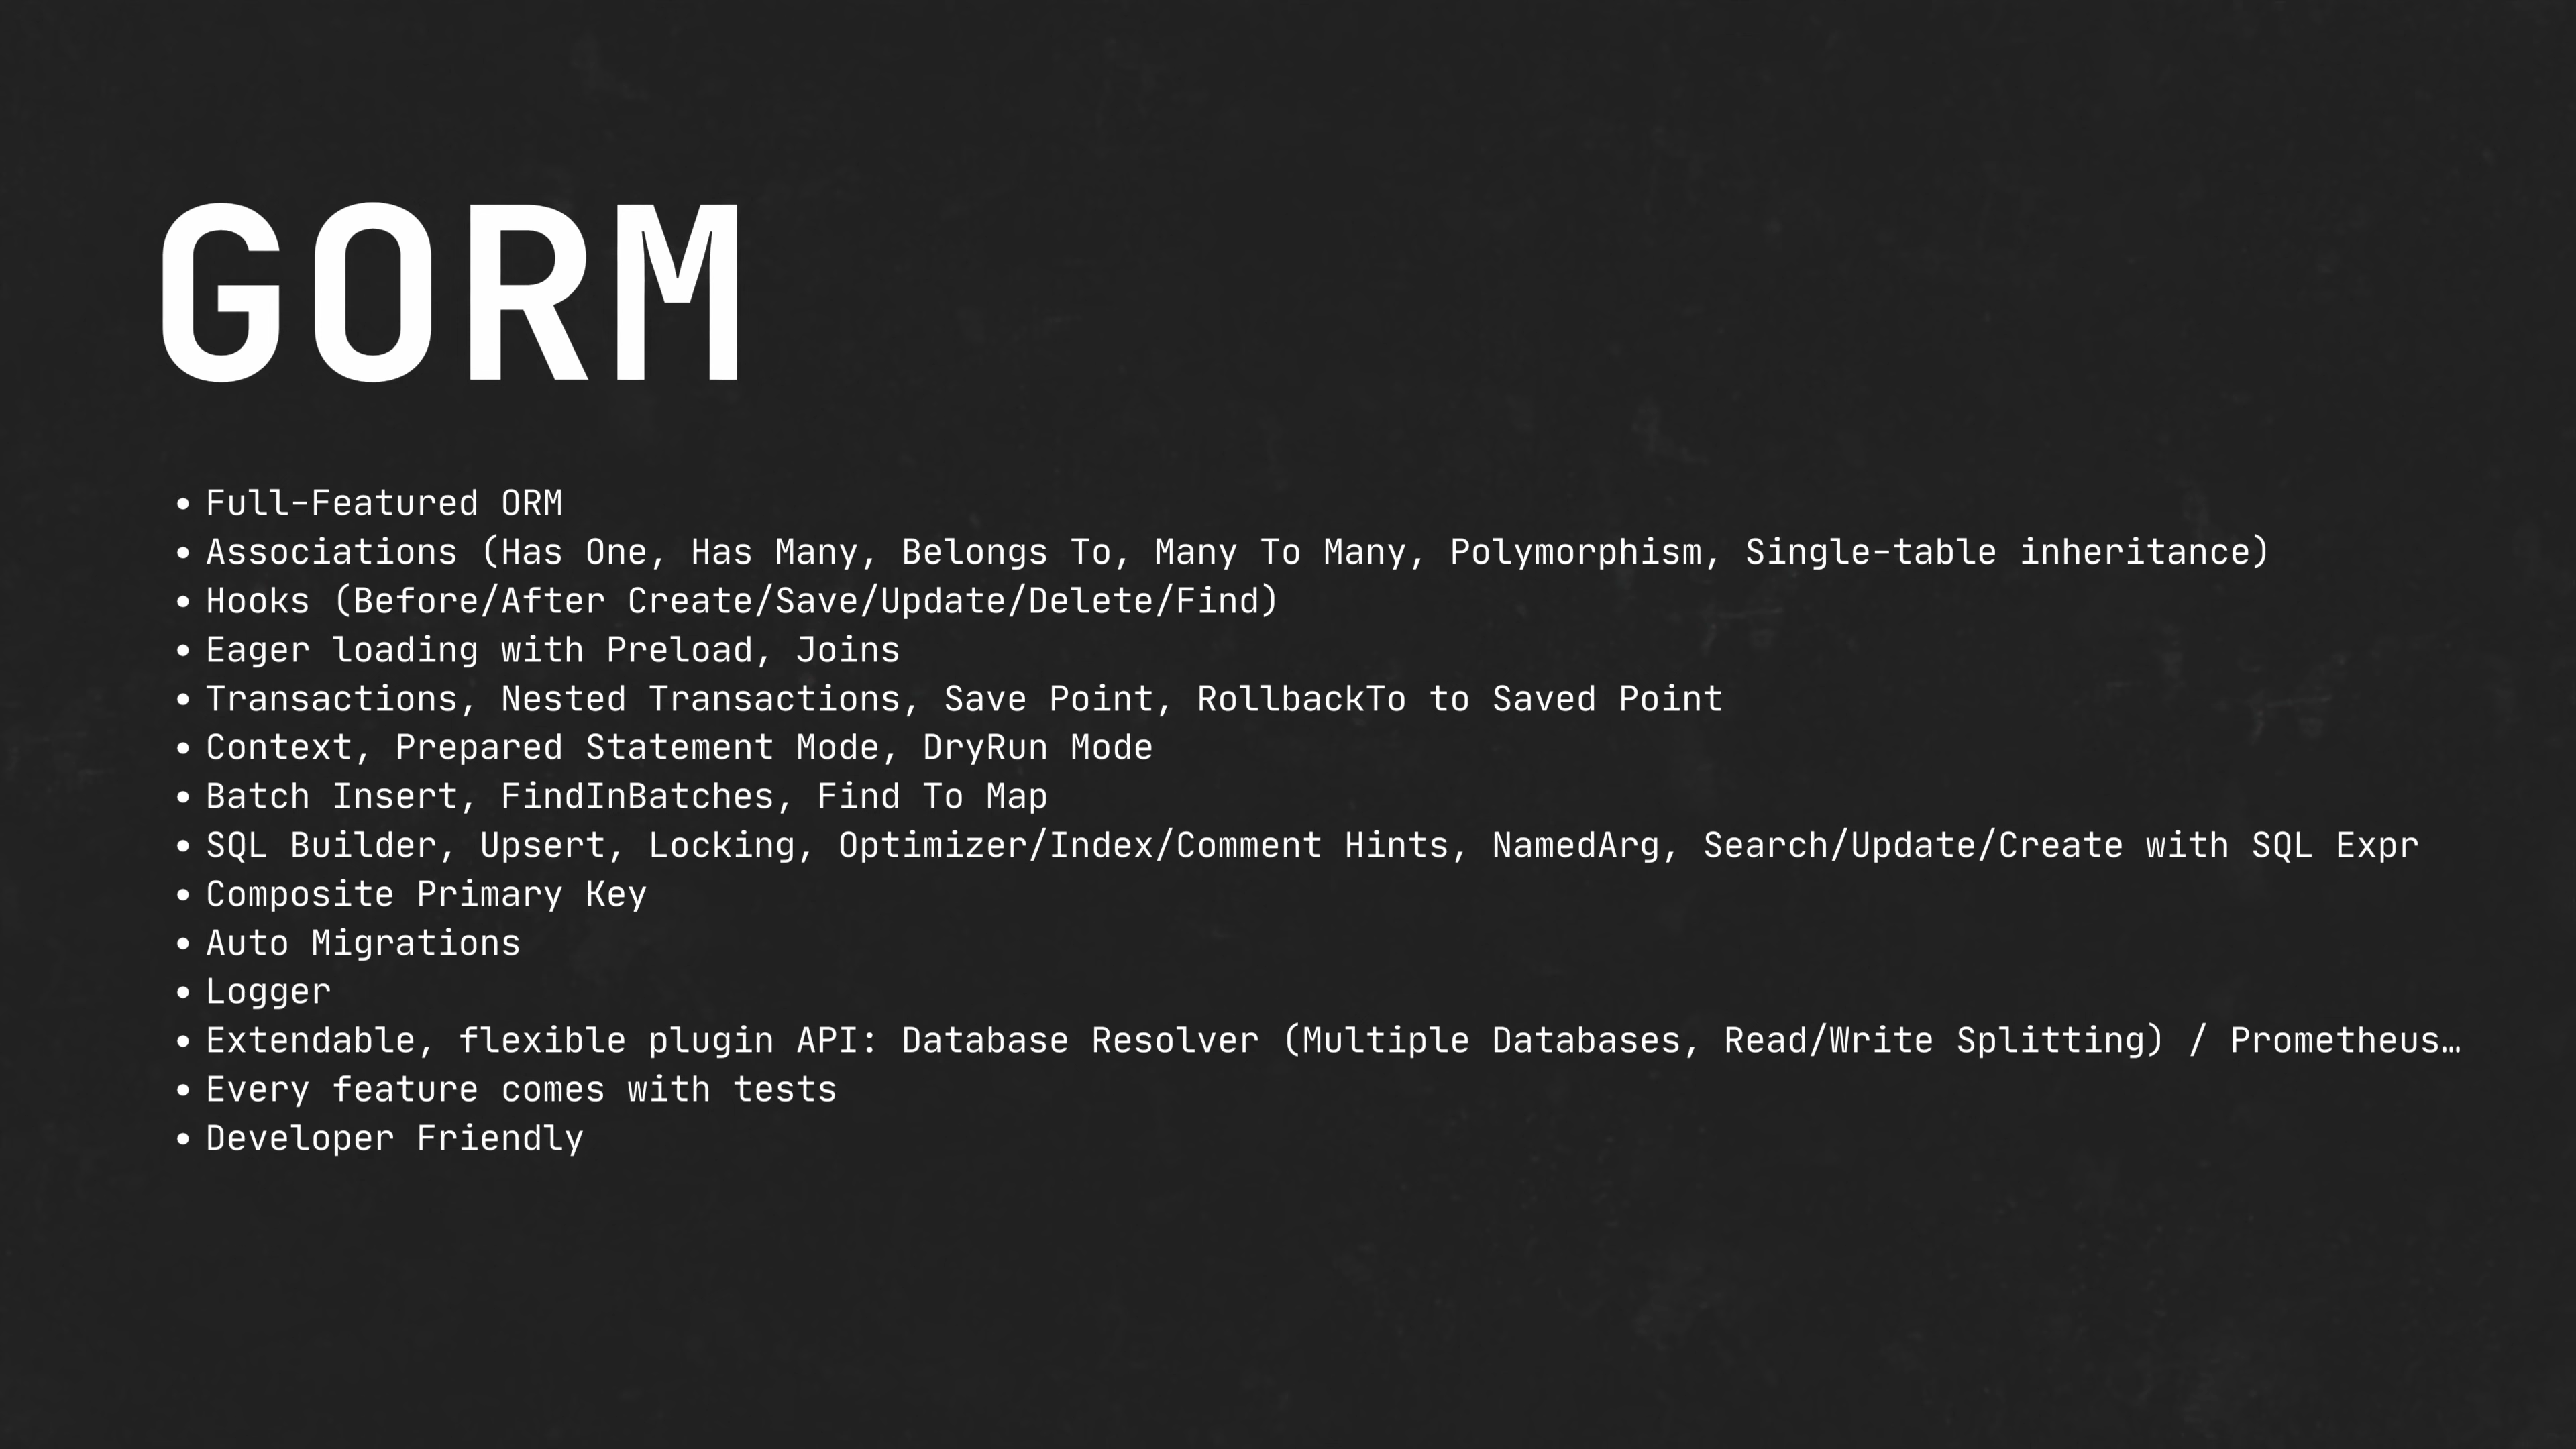 GORM
• Full-Featured ORM
• Associations (Has One, Has Many, Belongs To, Many To Many, Polymorphism, Single-table inheritance)
• Hooks (Before/After Create/Save/Update/Delete/Find)
• Eager loading with Preload, Joins
• Transactions, Nested Transactions, Save Point, RollbackTo to Saved Point
• Context, Prepared Statement Mode, DryRun Mode
• Batch Insert, FindInBatches, Find To Map
• SQL Builder, Upsert, Locking, Optimizer/Index/Comment Hints, NamedArg, Search/Update/Create with SQL Expr
• Composite Primary Key
• Auto Migrations
• Logger
• Extendable, flexible plugin API: Database Resolver (Multiple Databases, Read/Write Splitting) / Prometheus…
• Every feature comes with tests
• Developer Friendly